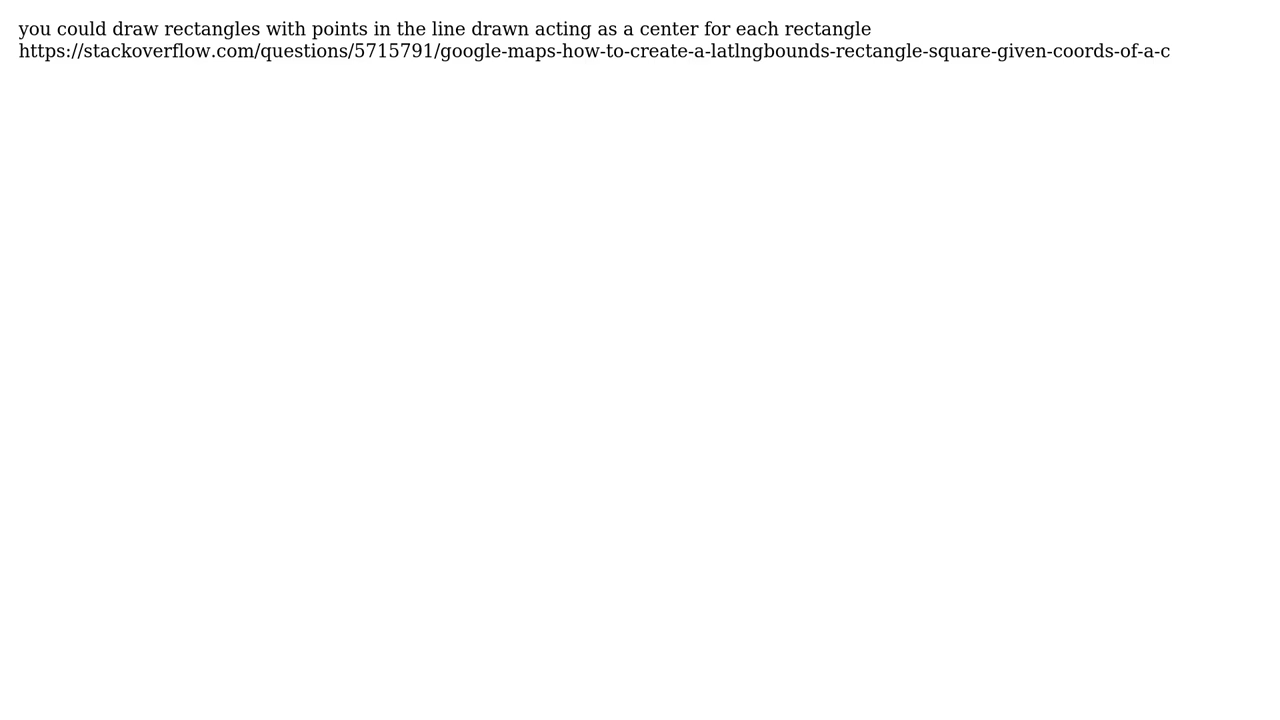 you could draw rectangles with points in the line drawn acting as a center for each rectangle
https://stackoverflow.com/questions/5715791/google-maps-how-to-create-a-latlngbounds-rectangle-square-given-coords-of-a-c